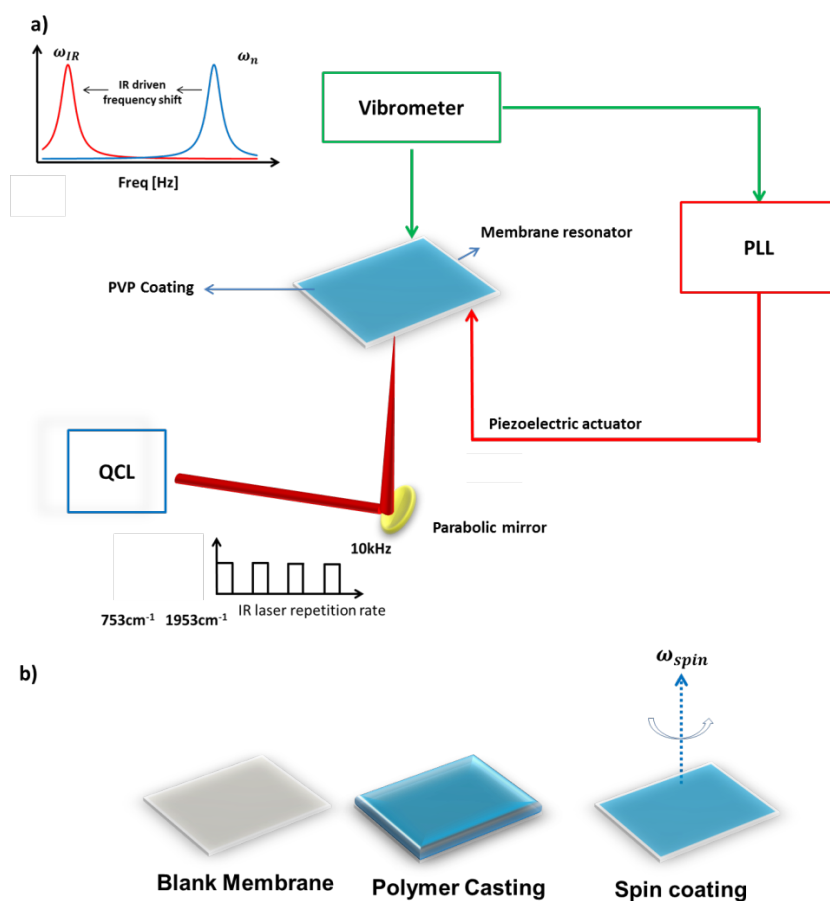 a)
ω_IR
ω_n
IR driven
frequency shift
Freq [Hz]
Vibrometer
Membrane resonator
PLL
PVP Coating
Piezoelectric actuator
QCL
Parabolic mirror
10kHz
IR laser repetition rate
753cm⁻¹ 1953cm⁻¹
b)
ω_spin
Blank Membrane
Polymer Casting
Spin coating